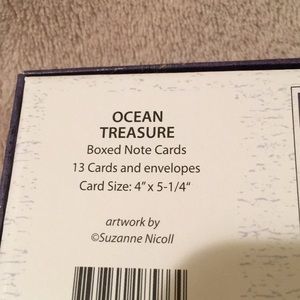 OCEAN
TREASURE
Boxed Note Cards
13 Cards and envelopes
Card Size: 4” x 5-1/4“
artwork by
©Suzanne Nicoll